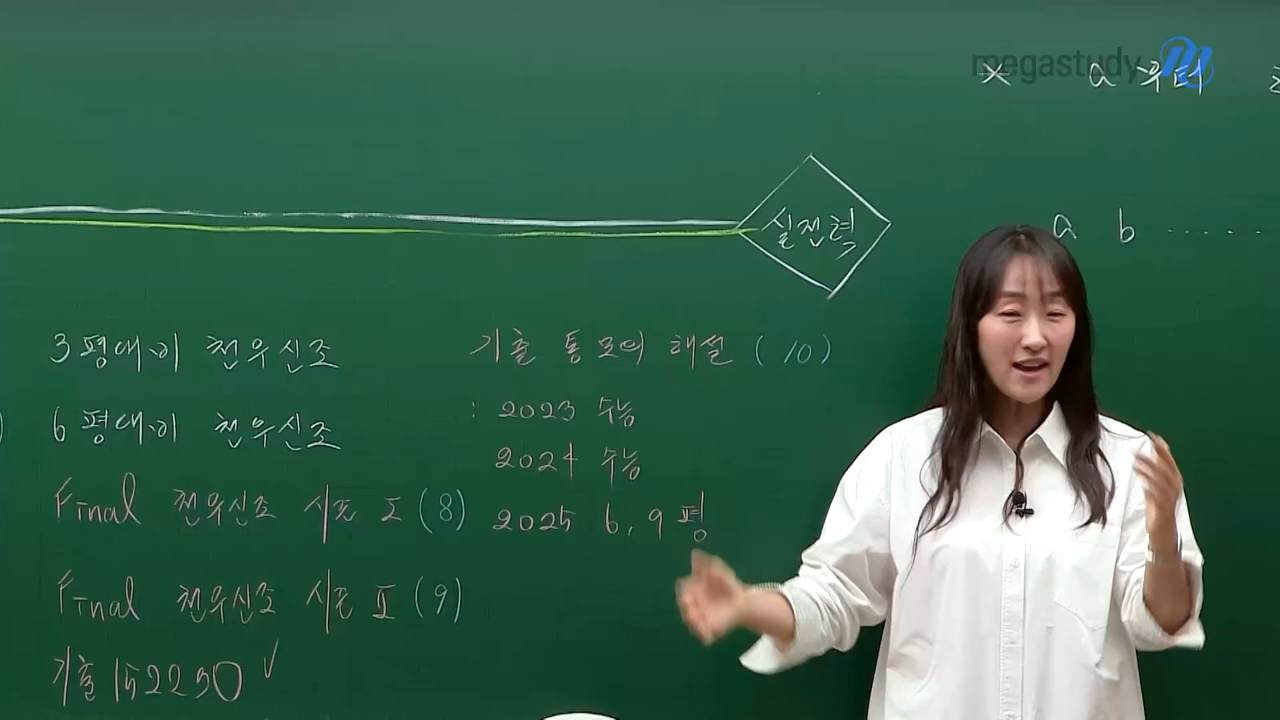 megastudy
※ a 우터
실전력
a b ......
3평대비 천우신조
6평대비 천우신조
Final 천우신조 시즌 I (8)
Final 천우신조 시즌 II (9)
기출 152230 ✓
기출 통모의 해설 (10)
: 2023 수능
2024 수능
2025 6, 9평